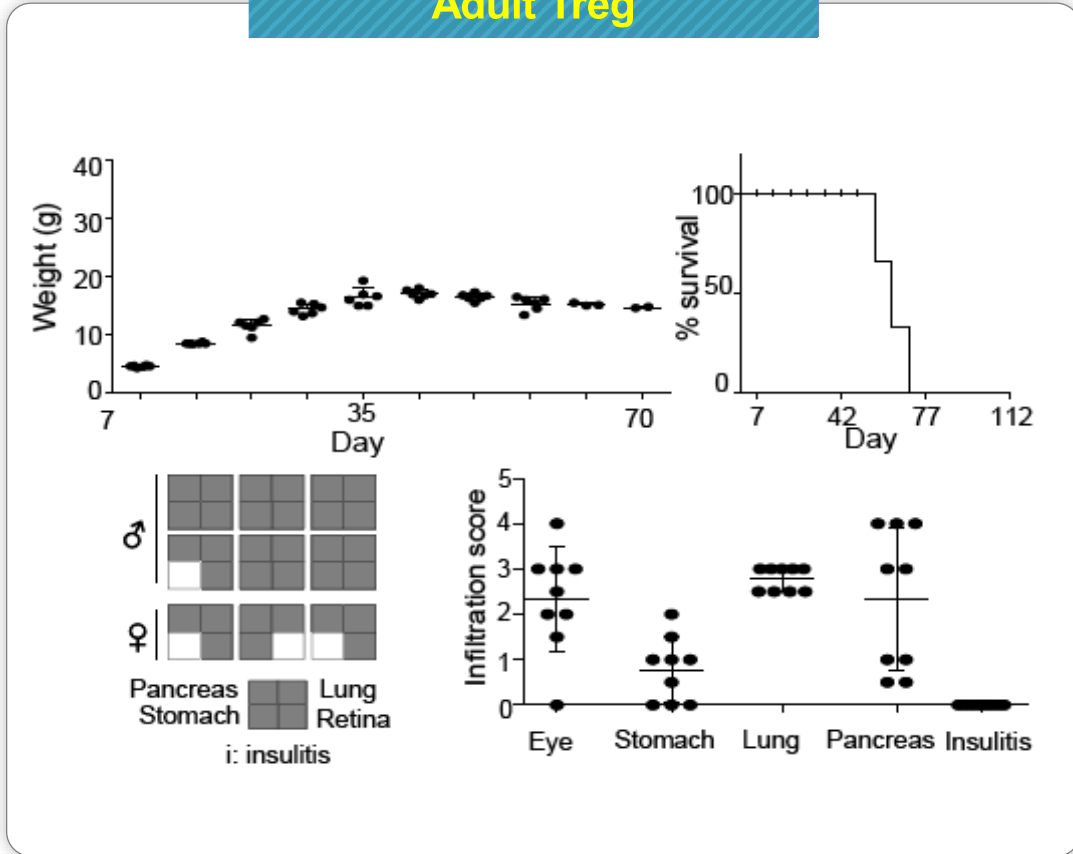 Adult Treg
40
30
20
10
0
Weight (g)
7
35
70
Day
100
50
0
% survival
7
42
77
112
Day
♂
♀
Pancreas
Lung
Stomach
Retina
i: insulitis
5
4
3
2
1
0
Infiltration score
Eye
Stomach
Lung
Pancreas
Insulitis